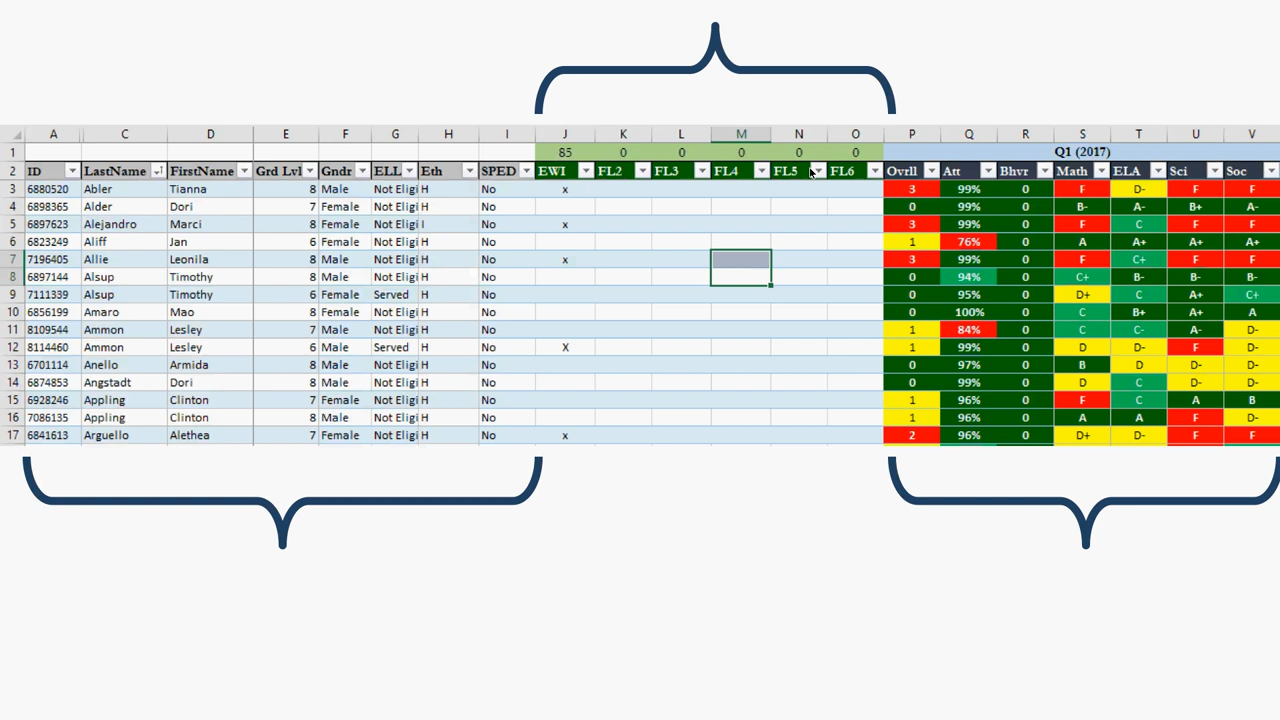 A C D E F G H I J K L M N O P Q R S T U V
1 85 0 0 0 0 0 Q1 (2017)
2 ID LastName FirstName Grd Lvl Gndr ELL Eth SPED EWI FL2 FL3 FL4 FL5 FL6 Ovrll Att Bhvr Math ELA Sci Soc
3 6880520 Abler Tianna 8 Male Not Eligi H No x 3 99% 0 F D- F F
4 6898365 Alder Dori 7 Female Not Eligi H No 0 99% 0 B- A- B+ A-
5 6897623 Alejandro Marci 8 Female Not Eligi I No x 3 99% 0 F C F F
6 6823249 Aliff Jan 6 Female Not Eligi H No 1 76% 0 A A+ A+ A+
7 7196405 Allie Leonila 8 Male Not Eligi H No x 3 99% 0 F C+ F F
8 6897144 Alsup Timothy 8 Male Not Eligi H No 0 94% 0 C+ B- B- B-
9 7111339 Alsup Timothy 6 Female Served H No 0 95% 0 D+ C A+ C+
10 6856199 Amaro Mao 8 Female Not Eligi H No 0 100% 0 C B+ A+ A
11 8109544 Ammon Lesley 7 Male Not Eligi H No 1 84% 0 C C- A- D-
12 8114460 Ammon Lesley 6 Male Served H No X 1 99% 0 D D- F D-
13 6701114 Anello Armida 8 Male Not Eligi H No 0 97% 0 B D D- D-
14 6874853 Angstadt Dori 8 Male Not Eligi H No 0 99% 0 D C D- D-
15 6928246 Appling Clinton 7 Female Not Eligi H No 1 96% 0 F C A B
16 7086135 Appling Clinton 8 Male Not Eligi H No 1 96% 0 A A F D-
17 6841613 Arguello Alethea 7 Female Not Eligi H No x 2 96% 0 D+ D- F F